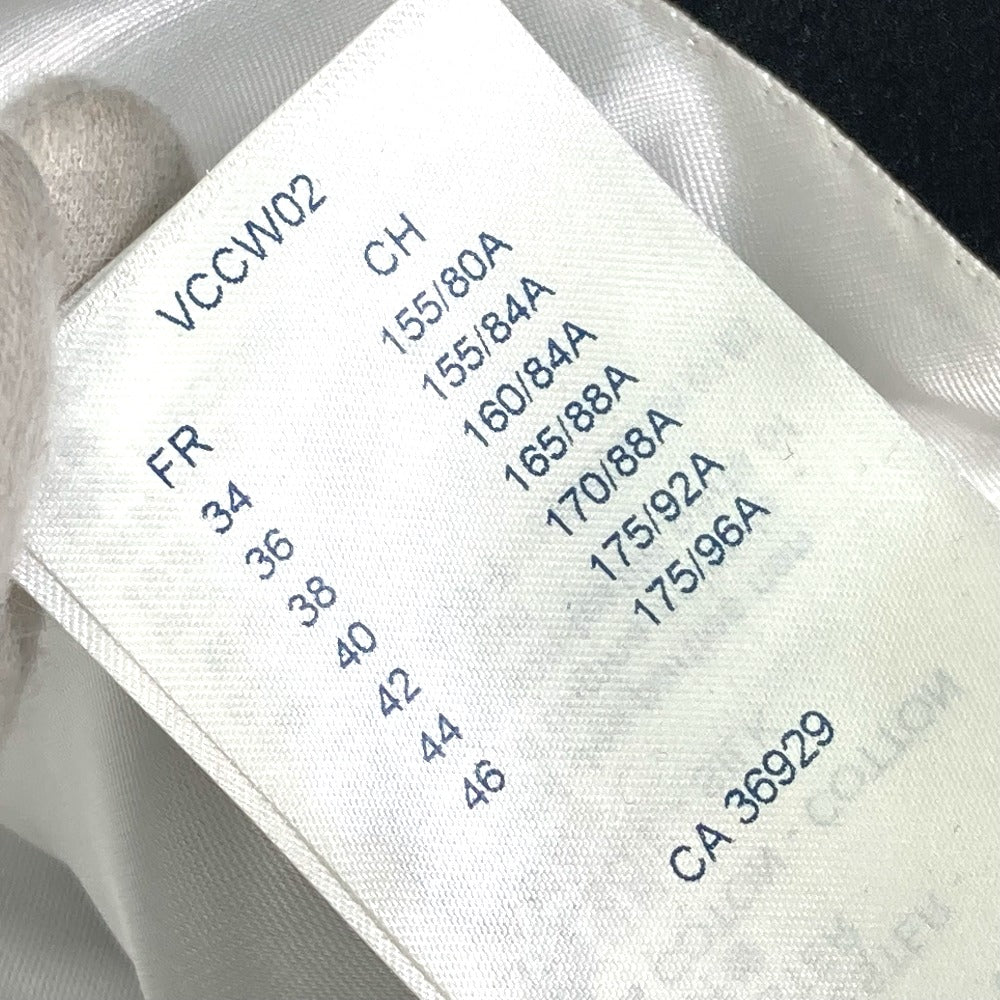 VCCW02
FR CH
34 155/80A
36 155/84A
38 160/84A
40 165/88A
42 170/88A
44 175/92A
46 175/96A
CA 36929